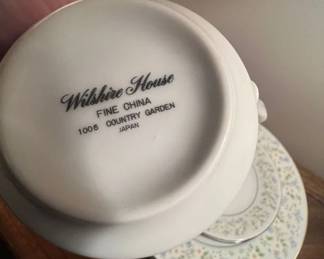 Wilshire House
FINE CHINA
1005 COUNTRY GARDEN
JAPAN